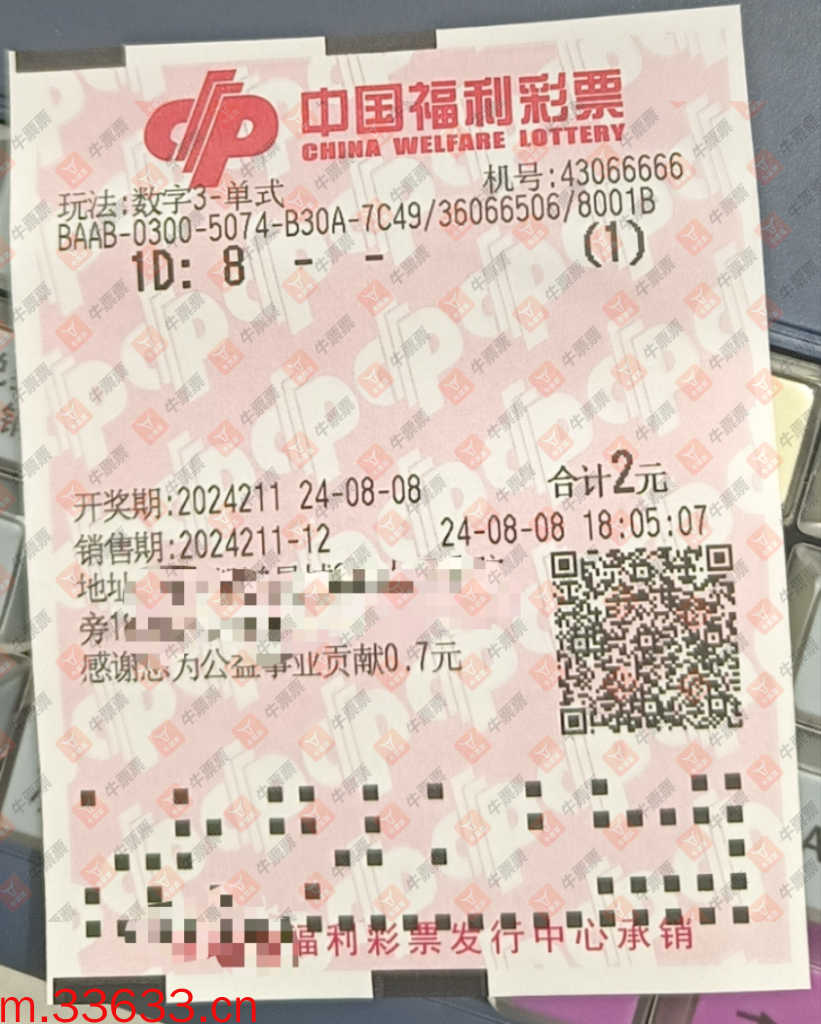 中国福利彩票
CHINA WELFARE LOTTERY
机号:43066666
玩法:数字3-单式
BAAB-0300-5074-B30A-7C49/36066506/8001B
1D: 8 - - (1)
开奖期:2024211 24-08-08 合计2元
销售期:2024211-12 24-08-08 18:05:07
地址
旁1
感谢您为公益事业贡献0.7元
福利彩票发行中心承销
m.33633.cn
牛票票